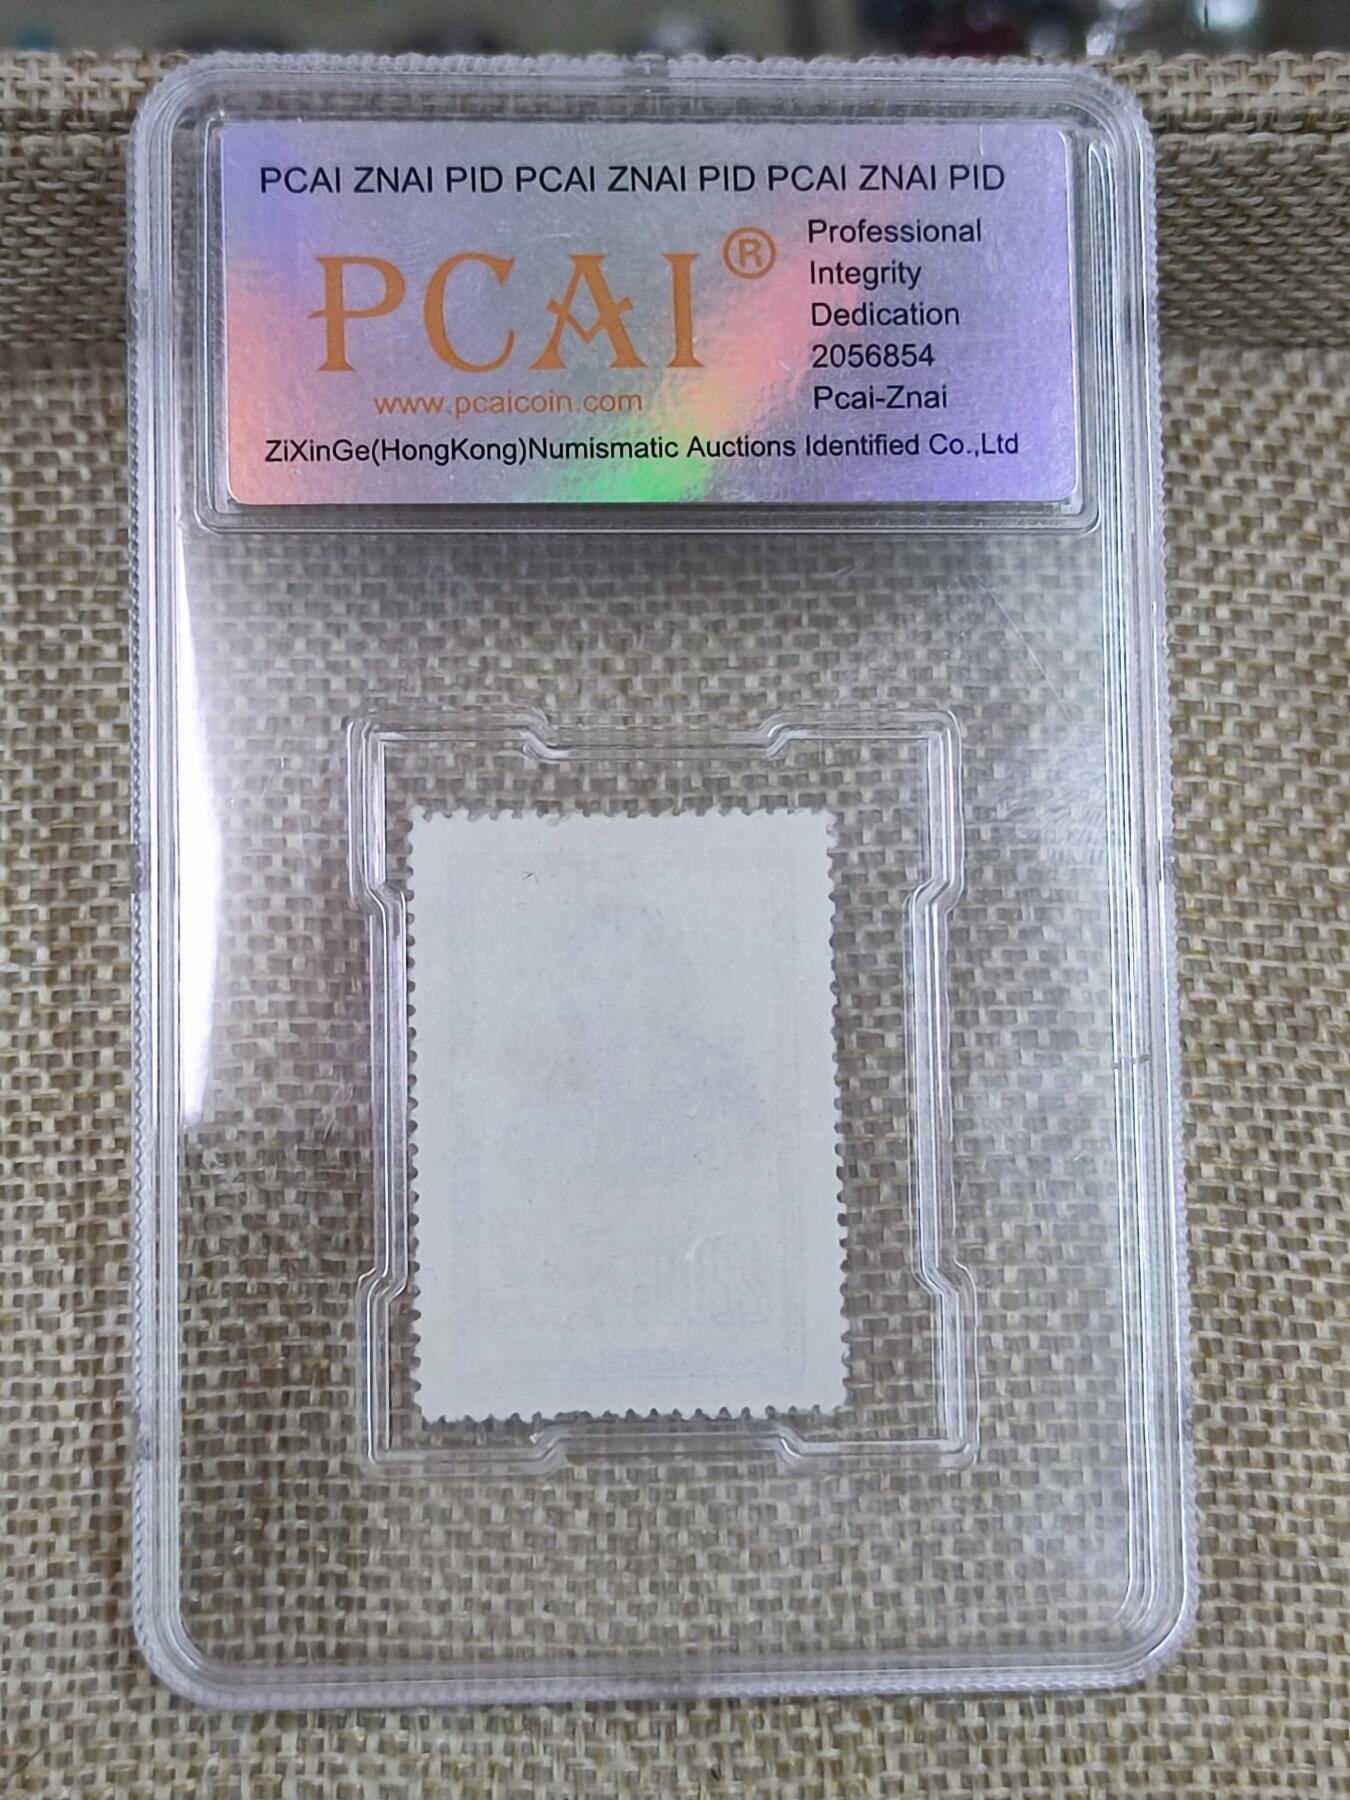 PCAI ZNAI PID PCAI ZNAI PID PCAI ZNAI PID
PCAI®
www.pcaicoin.com
Professional
Integrity
Dedication
2056854
Pcai-Znai
ZiXinGe(HongKong)Numismatic Auctions Identified Co.,Ltd